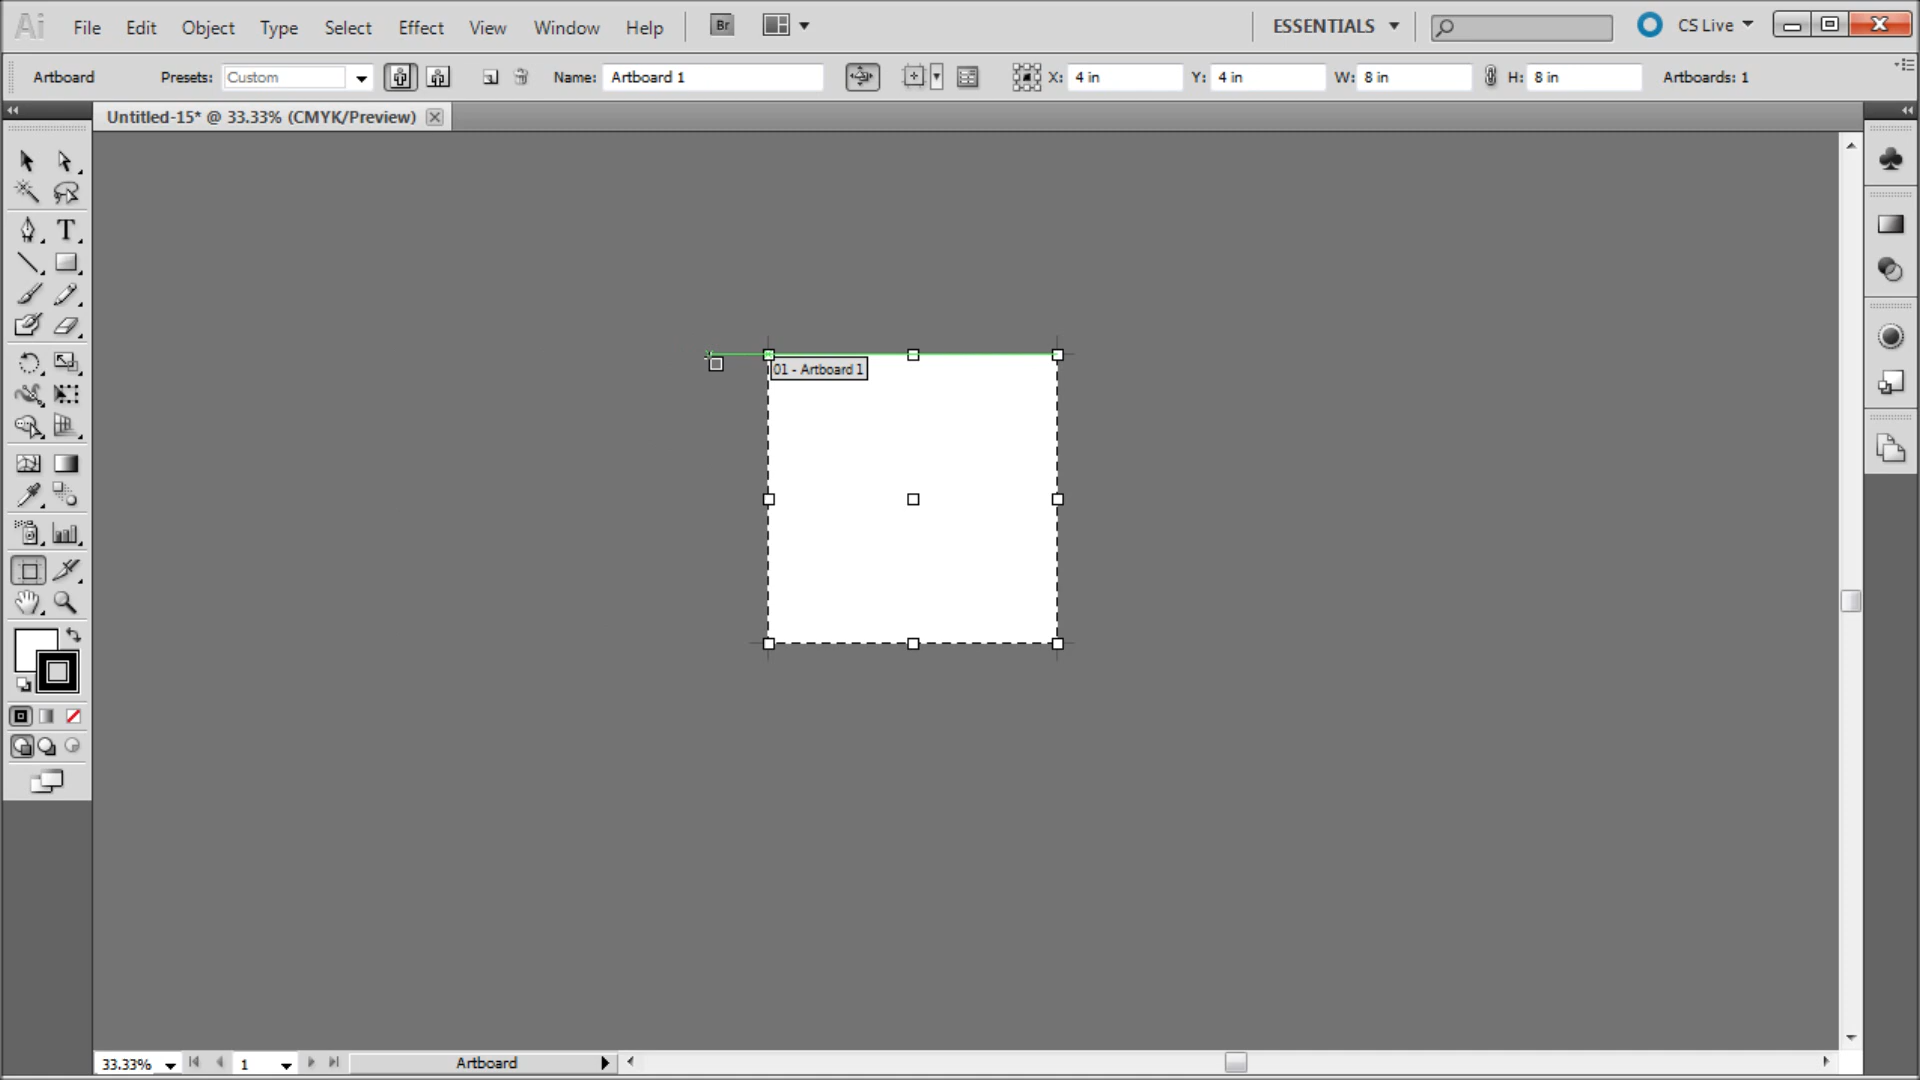 Ai File Edit Object Type Select Effect View Window Help Br ESSENTIALS CS Live
Artboard Presets: Custom Name: Artboard 1 X: 4 in Y: 4 in W: 8 in H: 8 in Artboards: 1
Untitled-15* @ 33.33% (CMYK/Preview)
T
01 - Artboard 1
33.33% 1 Artboard